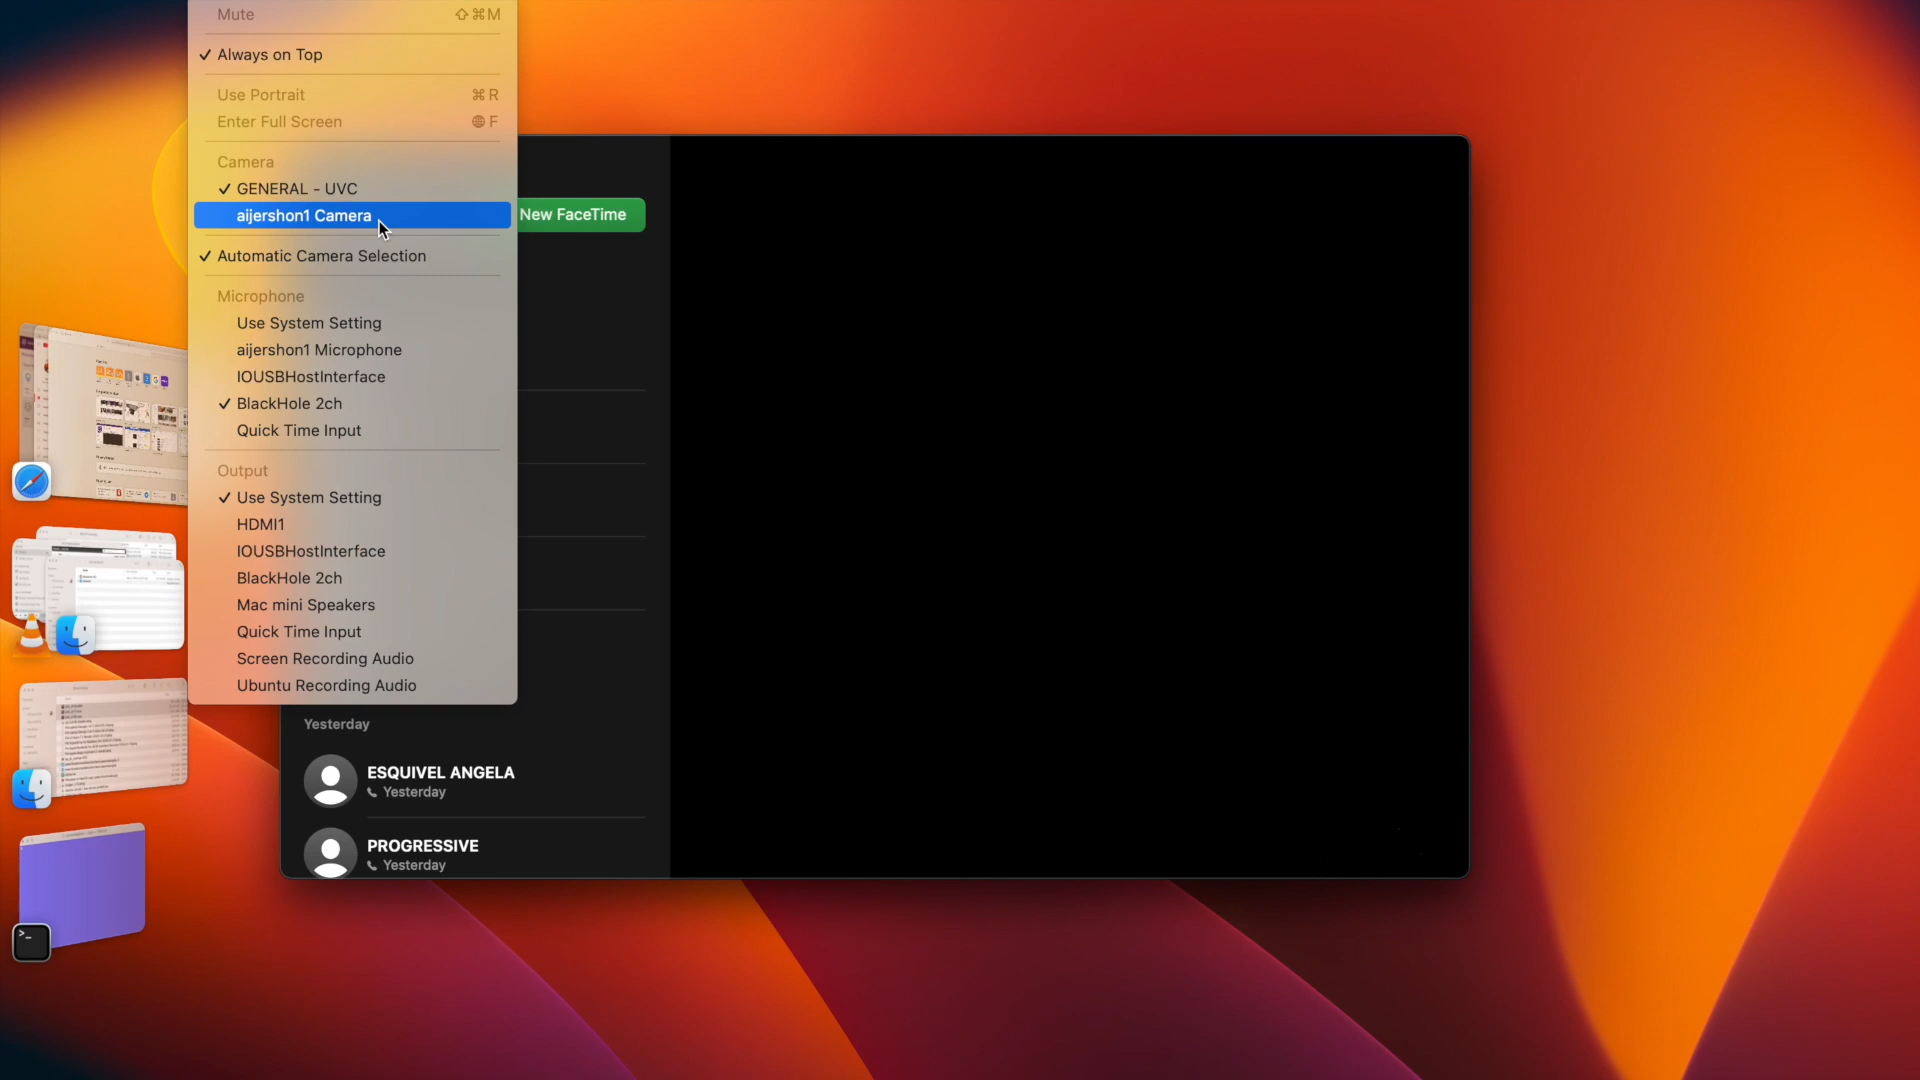 Mute ⇧⌘M
✓ Always on Top
Use Portrait ⌘R
Enter Full Screen 🌐F
Camera
✓ GENERAL - UVC
aijershon1 Camera
New FaceTime
✓ Automatic Camera Selection
Microphone
Use System Setting
aijershon1 Microphone
IOUSBHostInterface
✓ BlackHole 2ch
Quick Time Input
Output
✓ Use System Setting
HDMI1
IOUSBHostInterface
BlackHole 2ch
Mac mini Speakers
Quick Time Input
Screen Recording Audio
Ubuntu Recording Audio
Yesterday
ESQUIVEL ANGELA
Yesterday
PROGRESSIVE
Yesterday
>_